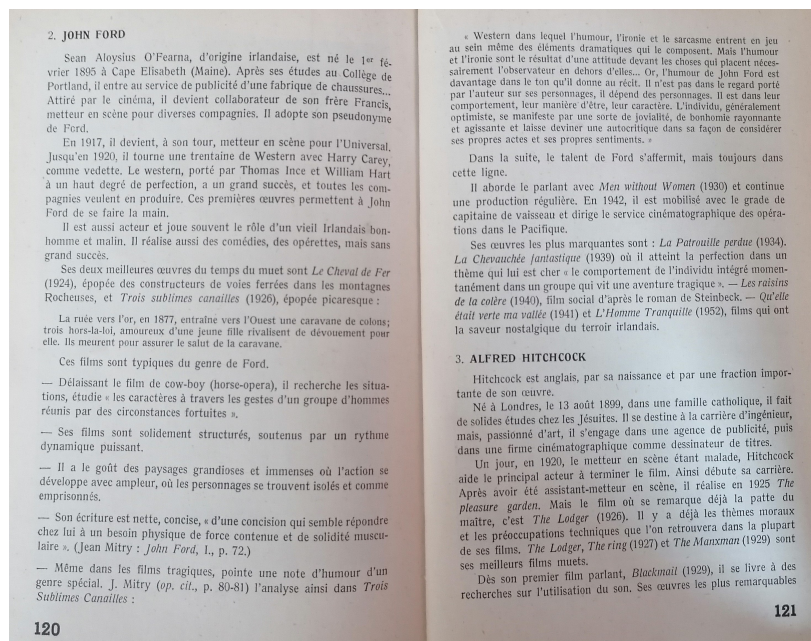 2. JOHN FORD
Sean Aloysius O'Fearna, d'origine irlandaise, est né le 1er fé-
vrier 1895 à Cape Elisabeth (Maine). Après ses études au Collège de
Portland, il entre au service de publicité d'une fabrique de chaussures...
Attiré par le cinéma, il devient collaborateur de son frère Francis,
metteur en scène pour diverses compagnies. Il adopte son pseudonyme
de Ford.
En 1917, il devient, à son tour, metteur en scène pour l'Universal.
Jusqu'en 1920, il tourne une trentaine de Western avec Harry Carey,
comme vedette. Le western, porté par Thomas Ince et William Hart
à un haut degré de perfection, a un grand succès, et toutes les com-
pagnies veulent en produire. Ces premières œuvres permettent à John
Ford de se faire la main.
Il est aussi acteur et joue souvent le rôle d'un vieil Irlandais bon-
homme et malin. Il réalise aussi des comédies, des opérettes, mais sans
grand succès.
Ses deux meilleures œuvres du temps du muet sont Le Cheval de Fer
(1924), épopée des constructeurs de voies ferrées dans les montagnes
Rocheuses, et Trois sublimes canailles (1926), épopée picaresque :
La ruée vers l'or, en 1877, entraîne vers l'Ouest une caravane de colons;
trois hors-la-loi, amoureux d'une jeune fille rivalisent de dévouement pour
elle. Ils meurent pour assurer le salut de la caravane.
Ces films sont typiques du genre de Ford.
— Délaissant le film de cow-boy (horse-opera), il recherche les situa-
tions, étudie « les caractères à travers les gestes d'un groupe d'hommes
réunis par des circonstances fortuites ».
— Ses films sont solidement structurés, soutenus par un rythme
dynamique puissant.
— Il a le goût des paysages grandioses et immenses où l'action se
développe avec ampleur, où les personnages se trouvent isolés et comme
emprisonnés.
— Son écriture est nette, concise, « d'une concision qui semble répondre
chez lui à un besoin physique de force contenue et de solidité muscu-
laire ». (Jean Mitry : John Ford, I., p. 72.)
— Même dans les films tragiques, pointe une note d'humour d'un
genre spécial. J. Mitry (op. cit., p. 80-81) l'analyse ainsi dans Trois
Sublimes Canailles :
120
« Western dans lequel l'humour, l'ironie et le sarcasme entrent en jeu
au sein même des éléments dramatiques qui le composent. Mais l'humour
et l'ironie sont le résultat d'une attitude devant les choses qui placent néces-
sairement l'observateur en dehors d'elles... Or, l'humour de John Ford est
davantage dans le ton qu'il donne au récit. Il n'est pas dans le regard porté
par l'auteur sur ses personnages, il dépend des personnages. Il est dans leur
comportement, leur manière d'être, leur caractère. L'individu, généralement
optimiste, se manifeste par une sorte de jovialité, de bonhomie rayonnante
et agissante et laisse deviner une autocritique dans sa façon de considérer
ses propres actes et ses propres sentiments. »
Dans la suite, le talent de Ford s'affermit, mais toujours dans
cette ligne.
Il aborde le parlant avec Men without Women (1930) et continue
une production régulière. En 1942, il est mobilisé avec le grade de
capitaine de vaisseau et dirige le service cinématographique des opéra-
tions dans le Pacifique.
Ses œuvres les plus marquantes sont : La Patrouille perdue (1934).
La Chevauchée fantastique (1939) où il atteint la perfection dans un
thème qui lui est cher « le comportement de l'individu intégré momen-
tanément dans un groupe qui vit une aventure tragique ». — Les raisins
de la colère (1940), film social d'après le roman de Steinbeck. — Qu'elle
était verte ma vallée (1941) et L'Homme Tranquille (1952), films qui ont
la saveur nostalgique du terroir irlandais.
3. ALFRED HITCHCOCK
Hitchcock est anglais, par sa naissance et par une fraction impor-
tante de son œuvre.
Né à Londres, le 13 août 1899, dans une famille catholique, il fait
de solides études chez les Jésuites. Il se destine à la carrière d'ingénieur,
mais, passionné d'art, il s'engage dans une agence de publicité, puis
dans une firme cinématographique comme dessinateur de titres.
Un jour, en 1920, le metteur en scène étant malade, Hitchcock
aide le principal acteur à terminer le film. Ainsi débute sa carrière.
Après avoir été assistant-metteur en scène, il réalise en 1925 The
pleasure garden. Mais le film où se remarque déjà la patte du
maître, c'est The Lodger (1926). Il y a déjà les thèmes moraux
et les préoccupations techniques que l'on retrouvera dans la plupart
de ses films. The Lodger, The ring (1927) et The Manxman (1929) sont
ses meilleurs films muets.
Dès son premier film parlant, Blackmail (1929), il se livre à des
recherches sur l'utilisation du son. Ses œuvres les plus remarquables
121